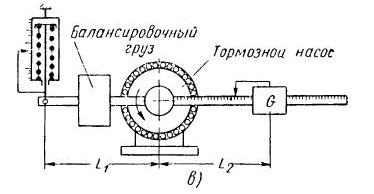 Балансировочный
груз
Тормозной насос
G
L1
L2
в)